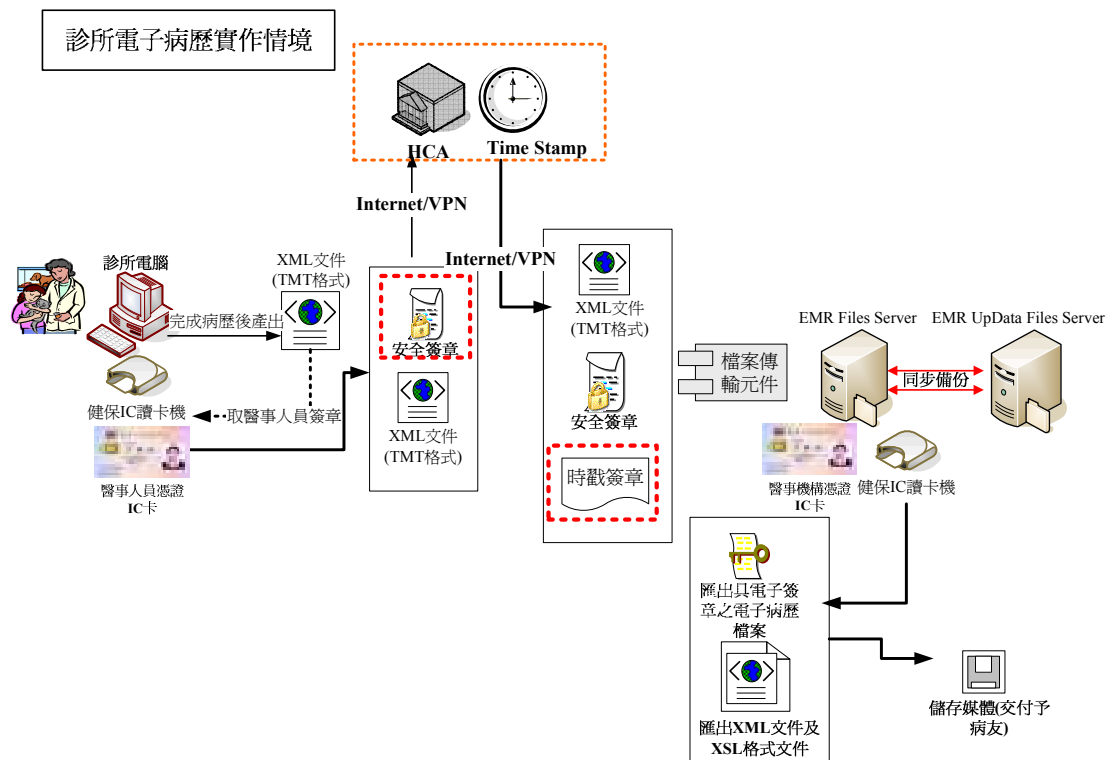 診所電子病歷實作情境
HCA
Time Stamp
Internet/VPN
Internet/VPN
診所電腦
XML文件
(TMT格式)
完成病歷後產出
安全簽章
XML文件
(TMT格式)
健保IC讀卡機
取醫事人員簽章
醫事人員憑證
IC卡
XML文件
(TMT格式)
安全簽章
時戳簽章
檔案傳
輸元件
EMR Files Server
EMR UpData Files Server
同步備份
醫事機構憑證
IC卡
健保IC讀卡機
匯出具電子簽
章之電子病歷
檔案
匯出XML文件及
XSL格式文件
儲存媒體(交付予
病友)